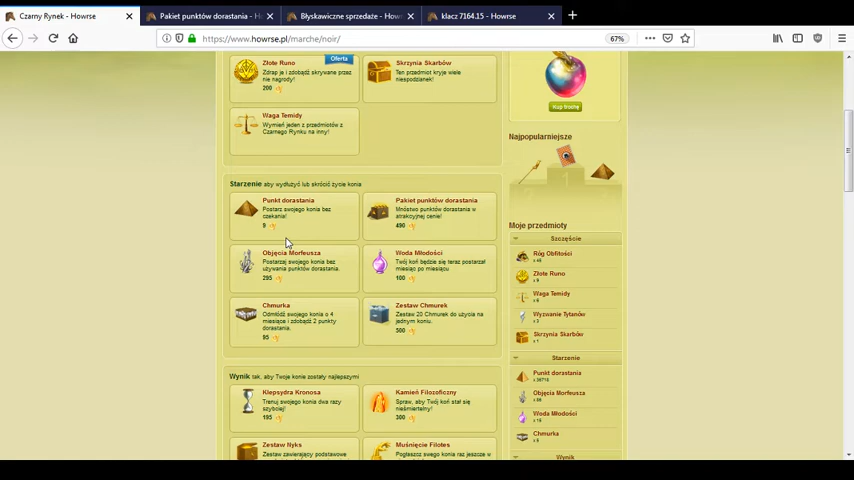 Czarny Rynek - Howrse
Pakiet punktów dorastania - H
Błyskawiczne sprzedaże - Howr
klacz 7164.15 - Howrse
https://www.howrse.pl/marche/noir/
67%
Złote Runo
Zdrap je i zdobądź skrywane przez
nie nagrody!
200
Oferta
Skrzynia Skarbów
Ten przedmiot kryje wiele
niespodzianek!
Waga Temidy
Wymień jeden z przedmiotów z
Czarnego Rynku na inny!
Kup trochę
Najpopularniejsze
1
Starzenie aby wydłużyć lub skrócić życie konia
Punkt dorastania
Postarz swojego konia bez
czekania!
9
Pakiet punktów dorastania
Mnóstwo punktów dorastania w
atrakcyjnej cenie!
490
Objęcia Morfeusza
Postarzaj swojego konia bez
używania punktów dorastania.
295
Woda Młodości
Twój koń będzie się teraz postarzał
miesiąc po miesiącu
100
Chmurka
Odmłódź swojego konia o 4
miesiące i zdobądź 2 punkty
dorastania.
95
Zestaw Chmurek
Zestaw 20 Chmurek do użycia na
jednym koniu.
500
Wynik tak, aby Twoje konie zostały najlepszymi
Klepsydra Kronosa
Trenuj swojego konia dwa razy
szybciej!
195
Kamień Filozoficzny
Spraw, aby Twój koń stał się
nieśmiertelny!
300
Zestaw Nyks
Zestaw zawierający podstawowe
Muśnięcie Filotes
Pogłaszcz swego konia raz jeszcze w
Moje przedmioty
Szczęście
Róg Obfitości
Złote Runo
x 9
Waga Temidy
x 6
Wyzwanie Tytanów
x 3
Skrzynia Skarbów
x 1
Starzenie
Punkt dorastania
Objęcia Morfeusza
Woda Młodości
Chmurka
Wynik